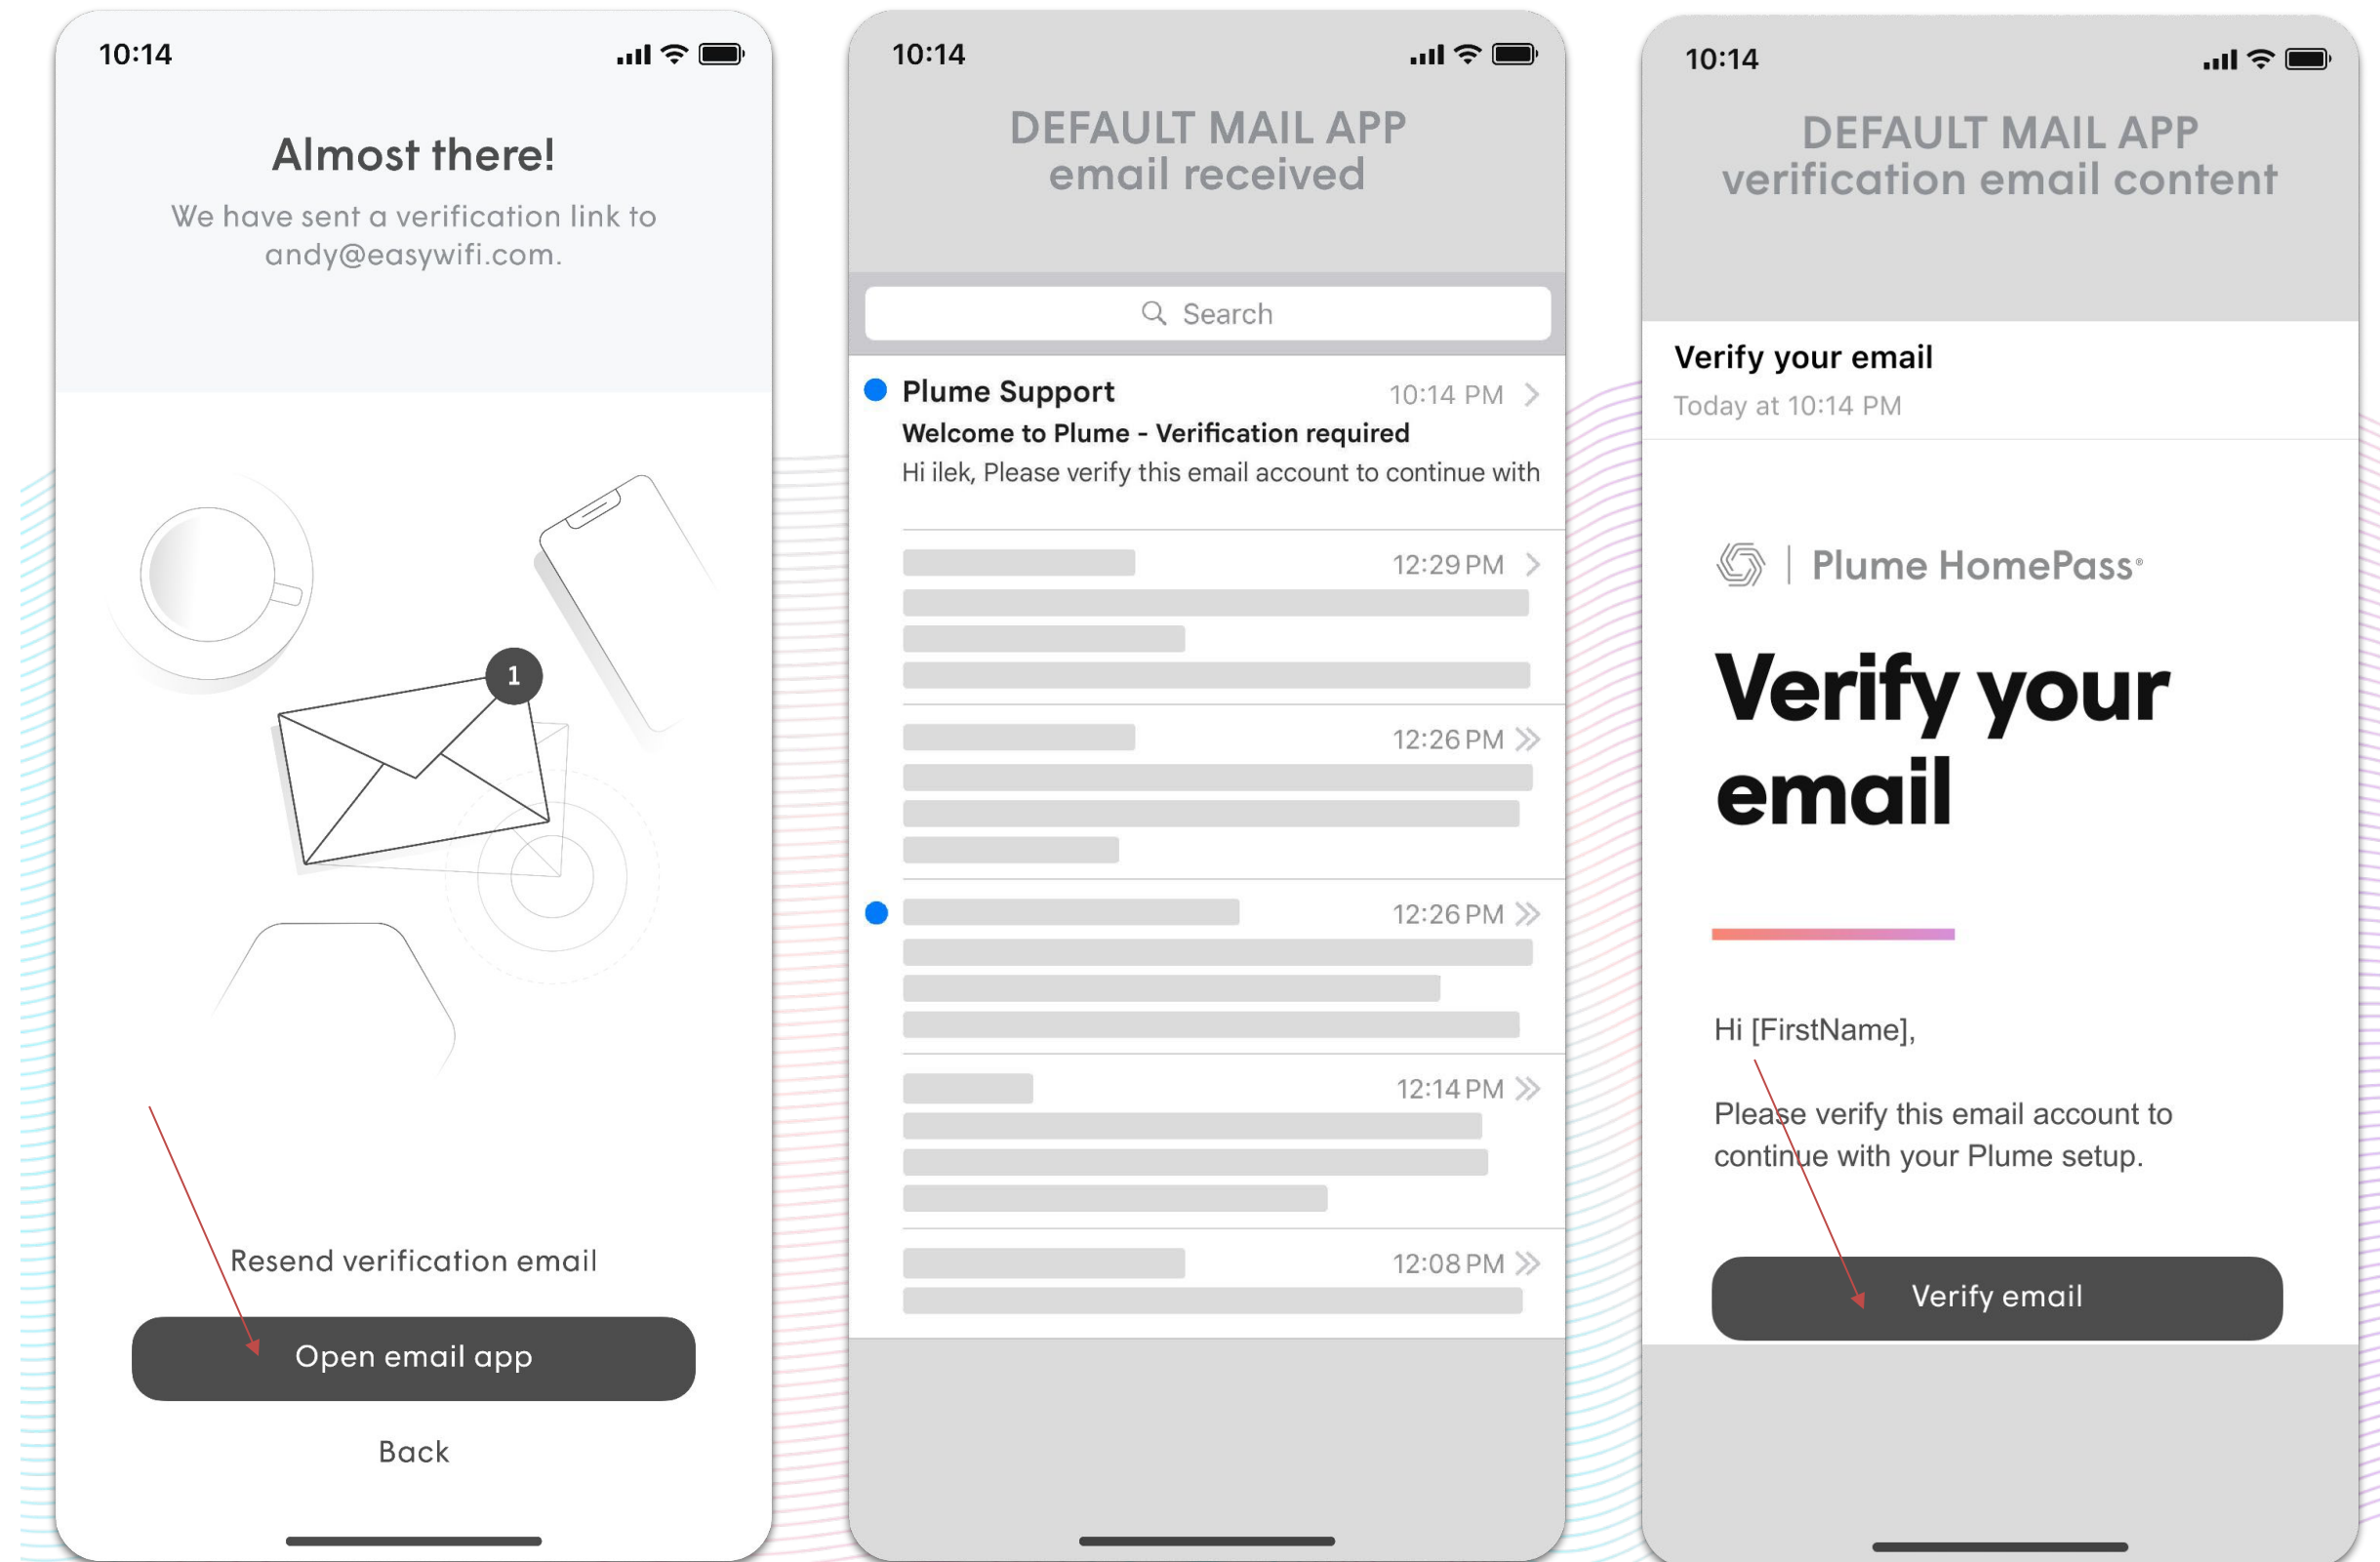 10:14
Almost there!
We have sent a verification link to
andy@easywifi.com.
1
Resend verification email
Open email app
Back
10:14
DEFAULT MAIL APP
email received
Search
Plume Support 10:14 PM
Welcome to Plume - Verification required
Hi ilek, Please verify this email account to continue with
12:29 PM
12:26 PM
12:26 PM
12:14 PM
12:08 PM
10:14
DEFAULT MAIL APP
verification email content
Verify your email
Today at 10:14 PM
Plume HomePass®
Verify your
email
Hi [FirstName],
Please verify this email account to
continue with your Plume setup.
Verify email